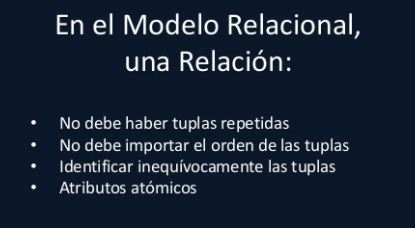 En el Modelo Relacional,
una Relación:
• No debe haber tuplas repetidas
• No debe importar el orden de las tuplas
• Identificar inequívocamente las tuplas
• Atributos atómicos